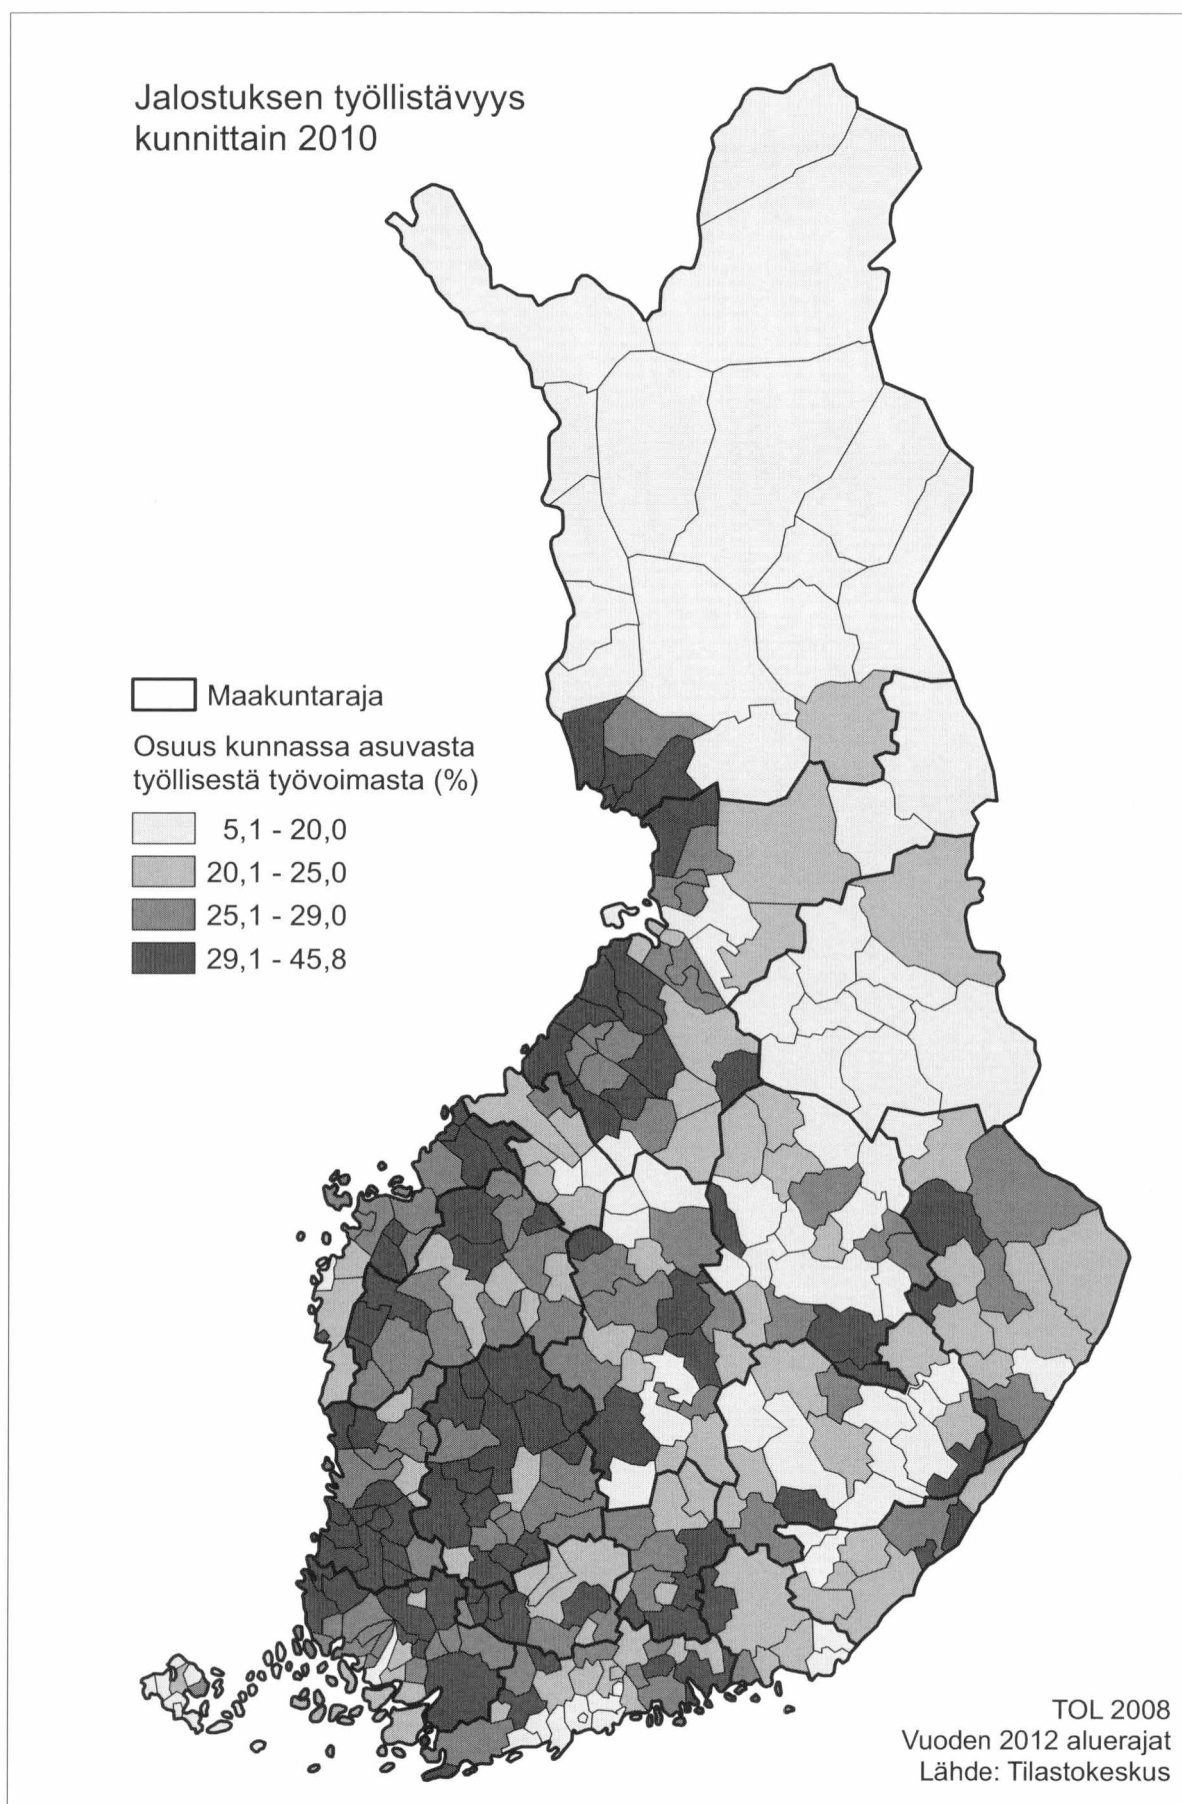 Jalostuksen työllistävyys
kunnittain 2010
Maakuntaraja
Osuus kunnassa asuvasta
työllisestä työvoimasta (%)
5,1 - 20,0
20,1 - 25,0
25,1 - 29,0
29,1 - 45,8
TOL 2008
Vuoden 2012 aluerajat
Lähde: Tilastokeskus